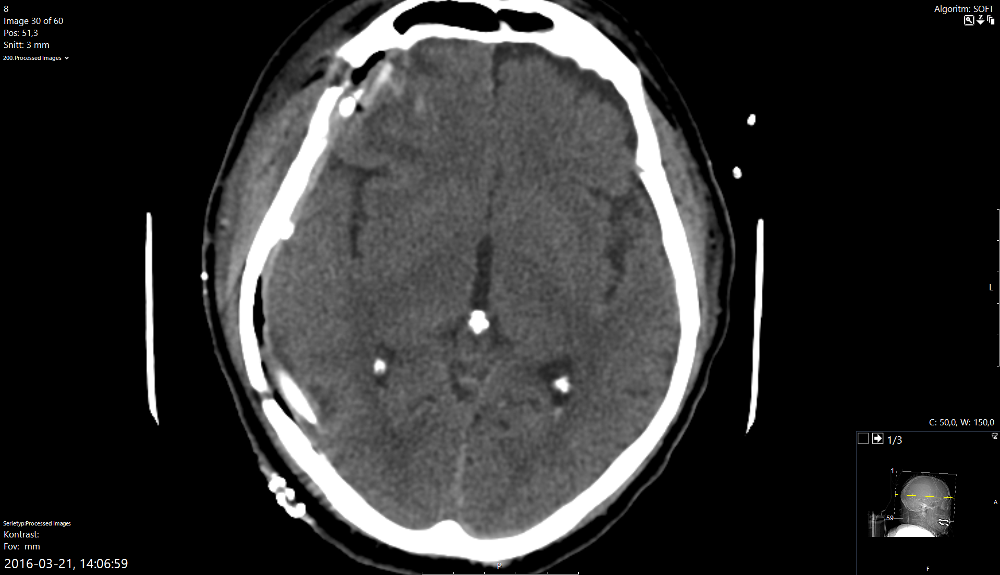 8
Image 30 of 60
Pos: 51,3
Snitt: 3 mm
200.Processed Images
Algoritm: SOFT
Z
L
C: 50,0, W: 150,0
1/3
1
59
A
F
P
Serietyp:Processed Images
Kontrast:
Fov: mm
2016-03-21, 14:06:59